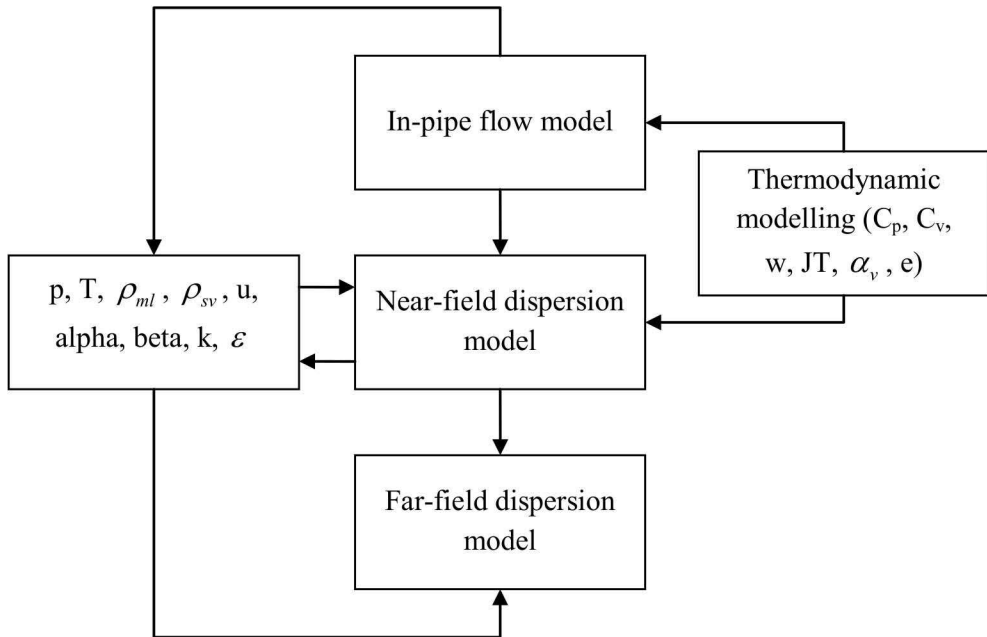 In-pipe flow model
Thermodynamic
modelling (Cₚ, Cᵥ,
w, JT, αᵥ , e)
p, T, ρₘₗ , ρₛᵥ , u,
alpha, beta, k, ε
Near-field dispersion
model
Far-field dispersion
model